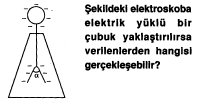 Şekildeki elektroskoba
elektrik yüklü bir
çubuk yaklaştırılırsa
verilenlerden hangisi
gerçekleşebilir?
α